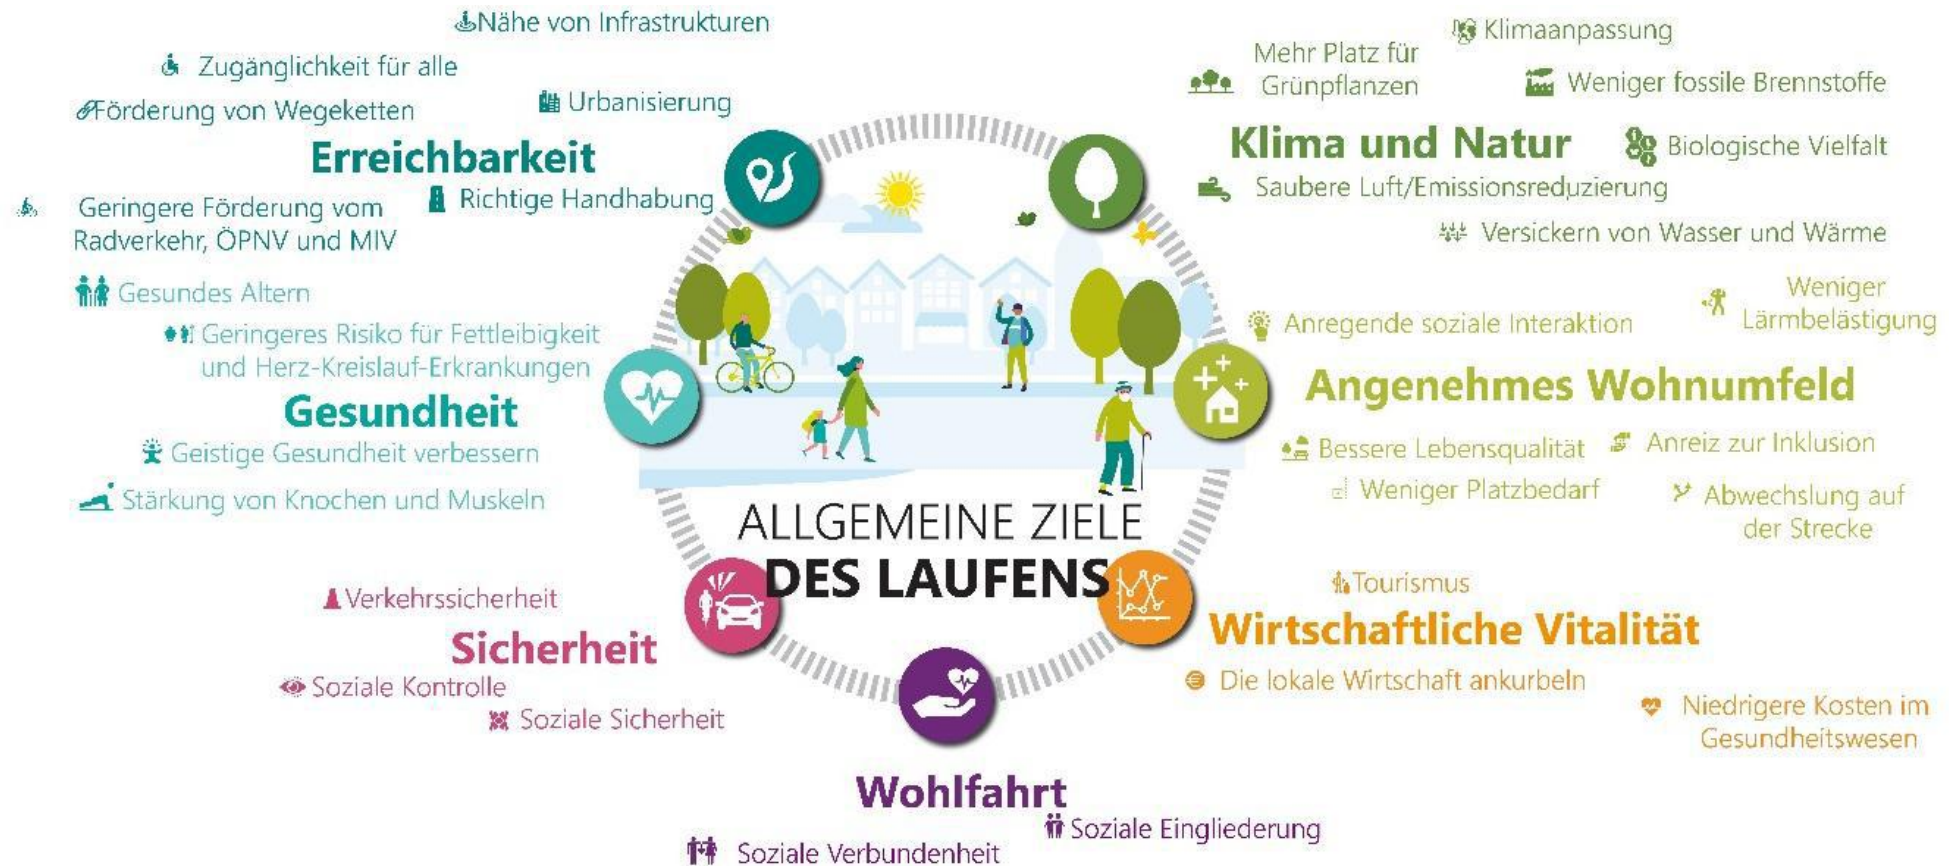 Nähe von Infrastrukturen
Zugänglichkeit für alle
Förderung von Wegeketten
Urbanisierung
Erreichbarkeit
Richtige Handhabung
Geringere Förderung vom
Radverkehr, ÖPNV und MIV
Gesundes Altern
Geringeres Risiko für Fettleibigkeit
und Herz-Kreislauf-Erkrankungen
Gesundheit
Geistige Gesundheit verbessern
Stärkung von Knochen und Muskeln
Verkehrssicherheit
Sicherheit
Soziale Kontrolle
Soziale Sicherheit
ALLGEMEINE ZIELE
DES LAUFENS
Wohlfahrt
Soziale Eingliederung
Soziale Verbundenheit
Klimaanpassung
Mehr Platz für
Grünpflanzen
Weniger fossile Brennstoffe
Klima und Natur
Biologische Vielfalt
Saubere Luft/Emissionsreduzierung
Versickern von Wasser und Wärme
Weniger
Lärmbelästigung
Anregende soziale Interaktion
Angenehmes Wohnumfeld
Bessere Lebensqualität
Anreiz zur Inklusion
Weniger Platzbedarf
Abwechslung auf
der Strecke
Tourismus
Wirtschaftliche Vitalität
Die lokale Wirtschaft ankurbeln
Niedrigere Kosten im
Gesundheitswesen